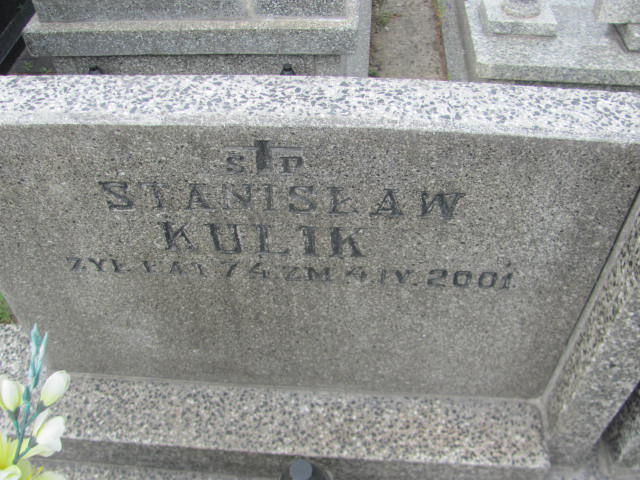 Ś P
STANISŁAW
KULIK
ŻYŁ LAT 74 ZM. 4 IV. 2001